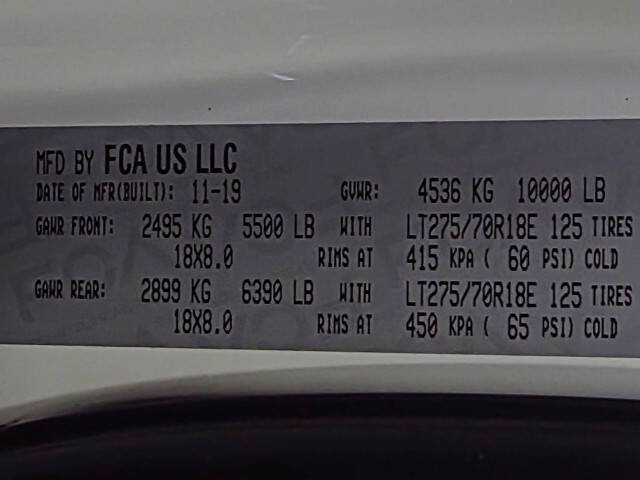 MFD BY FCA US LLC
DATE OF MFR(BUILT): 11-19 GVWR: 4536 KG 10000 LB
GAWR FRONT: 2495 KG 5500 LB WITH LT275/70R18E 125 TIRES
18X8.0 RIMS AT 415 KPA ( 60 PSI) COLD
GAWR REAR: 2899 KG 6390 LB WITH LT275/70R18E 125 TIRES
18X8.0 RIMS AT 450 KPA ( 65 PSI) COLD